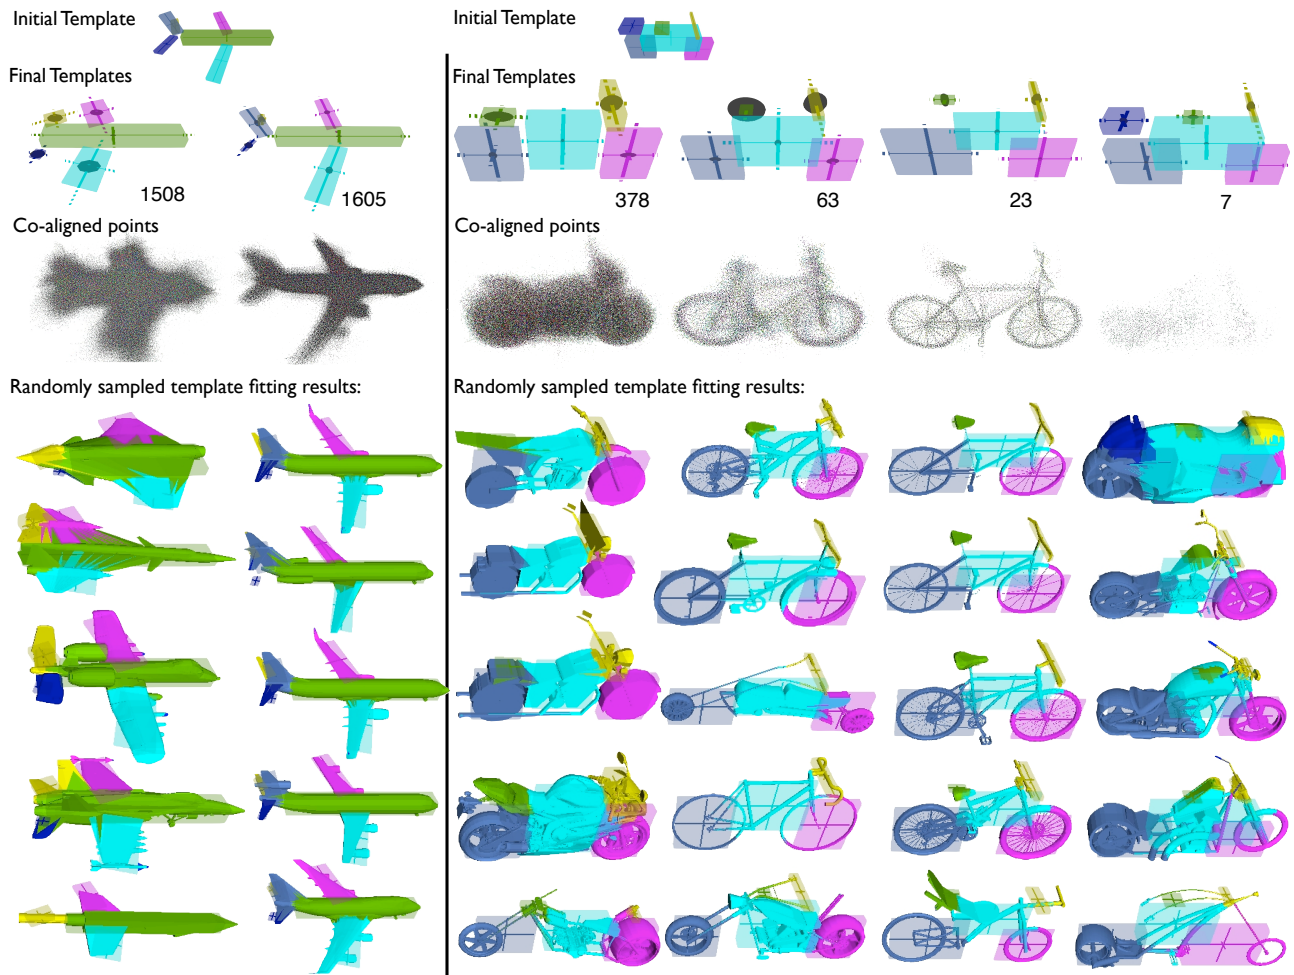 Initial Template
Final Templates
1508
1605
Co-aligned points
Randomly sampled template fitting results:
Initial Template
Final Templates
378
63
23
7
Co-aligned points
Randomly sampled template fitting results: